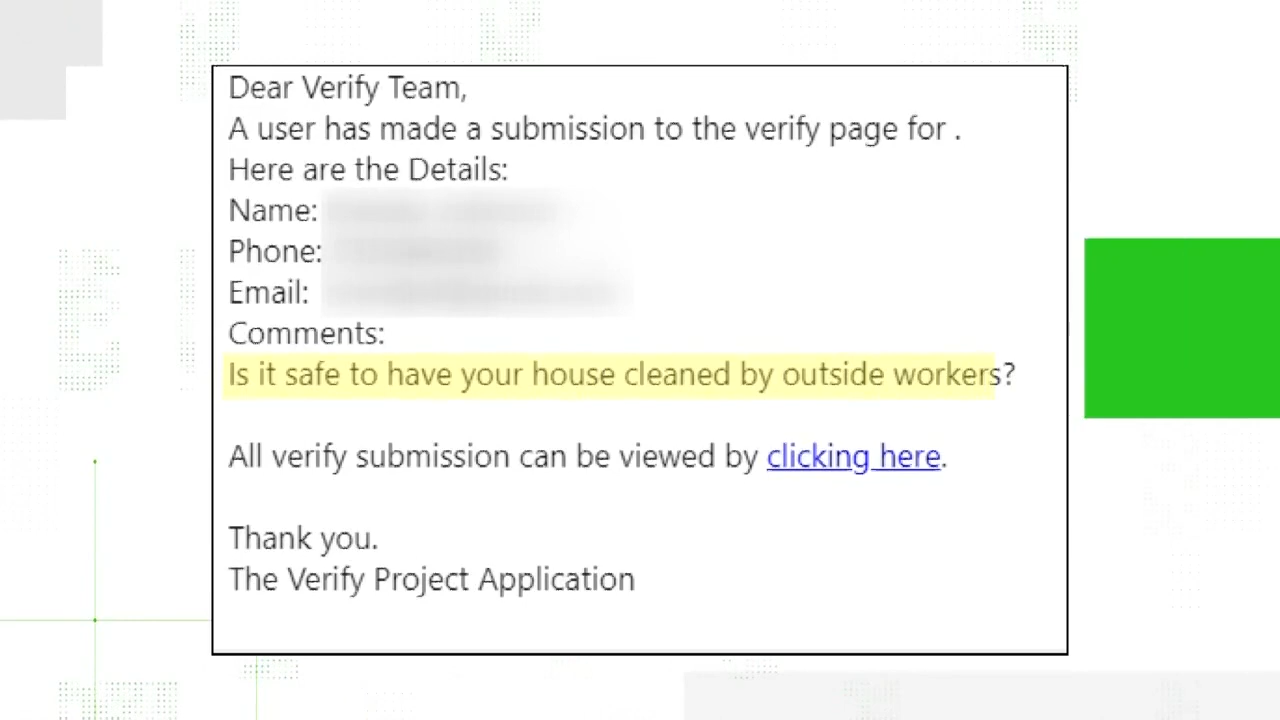 Dear Verify Team,
A user has made a submission to the verify page for .
Here are the Details:
Name:
Phone:
Email:
Comments:
Is it safe to have your house cleaned by outside workers?
All verify submission can be viewed by clicking here.
Thank you.
The Verify Project Application